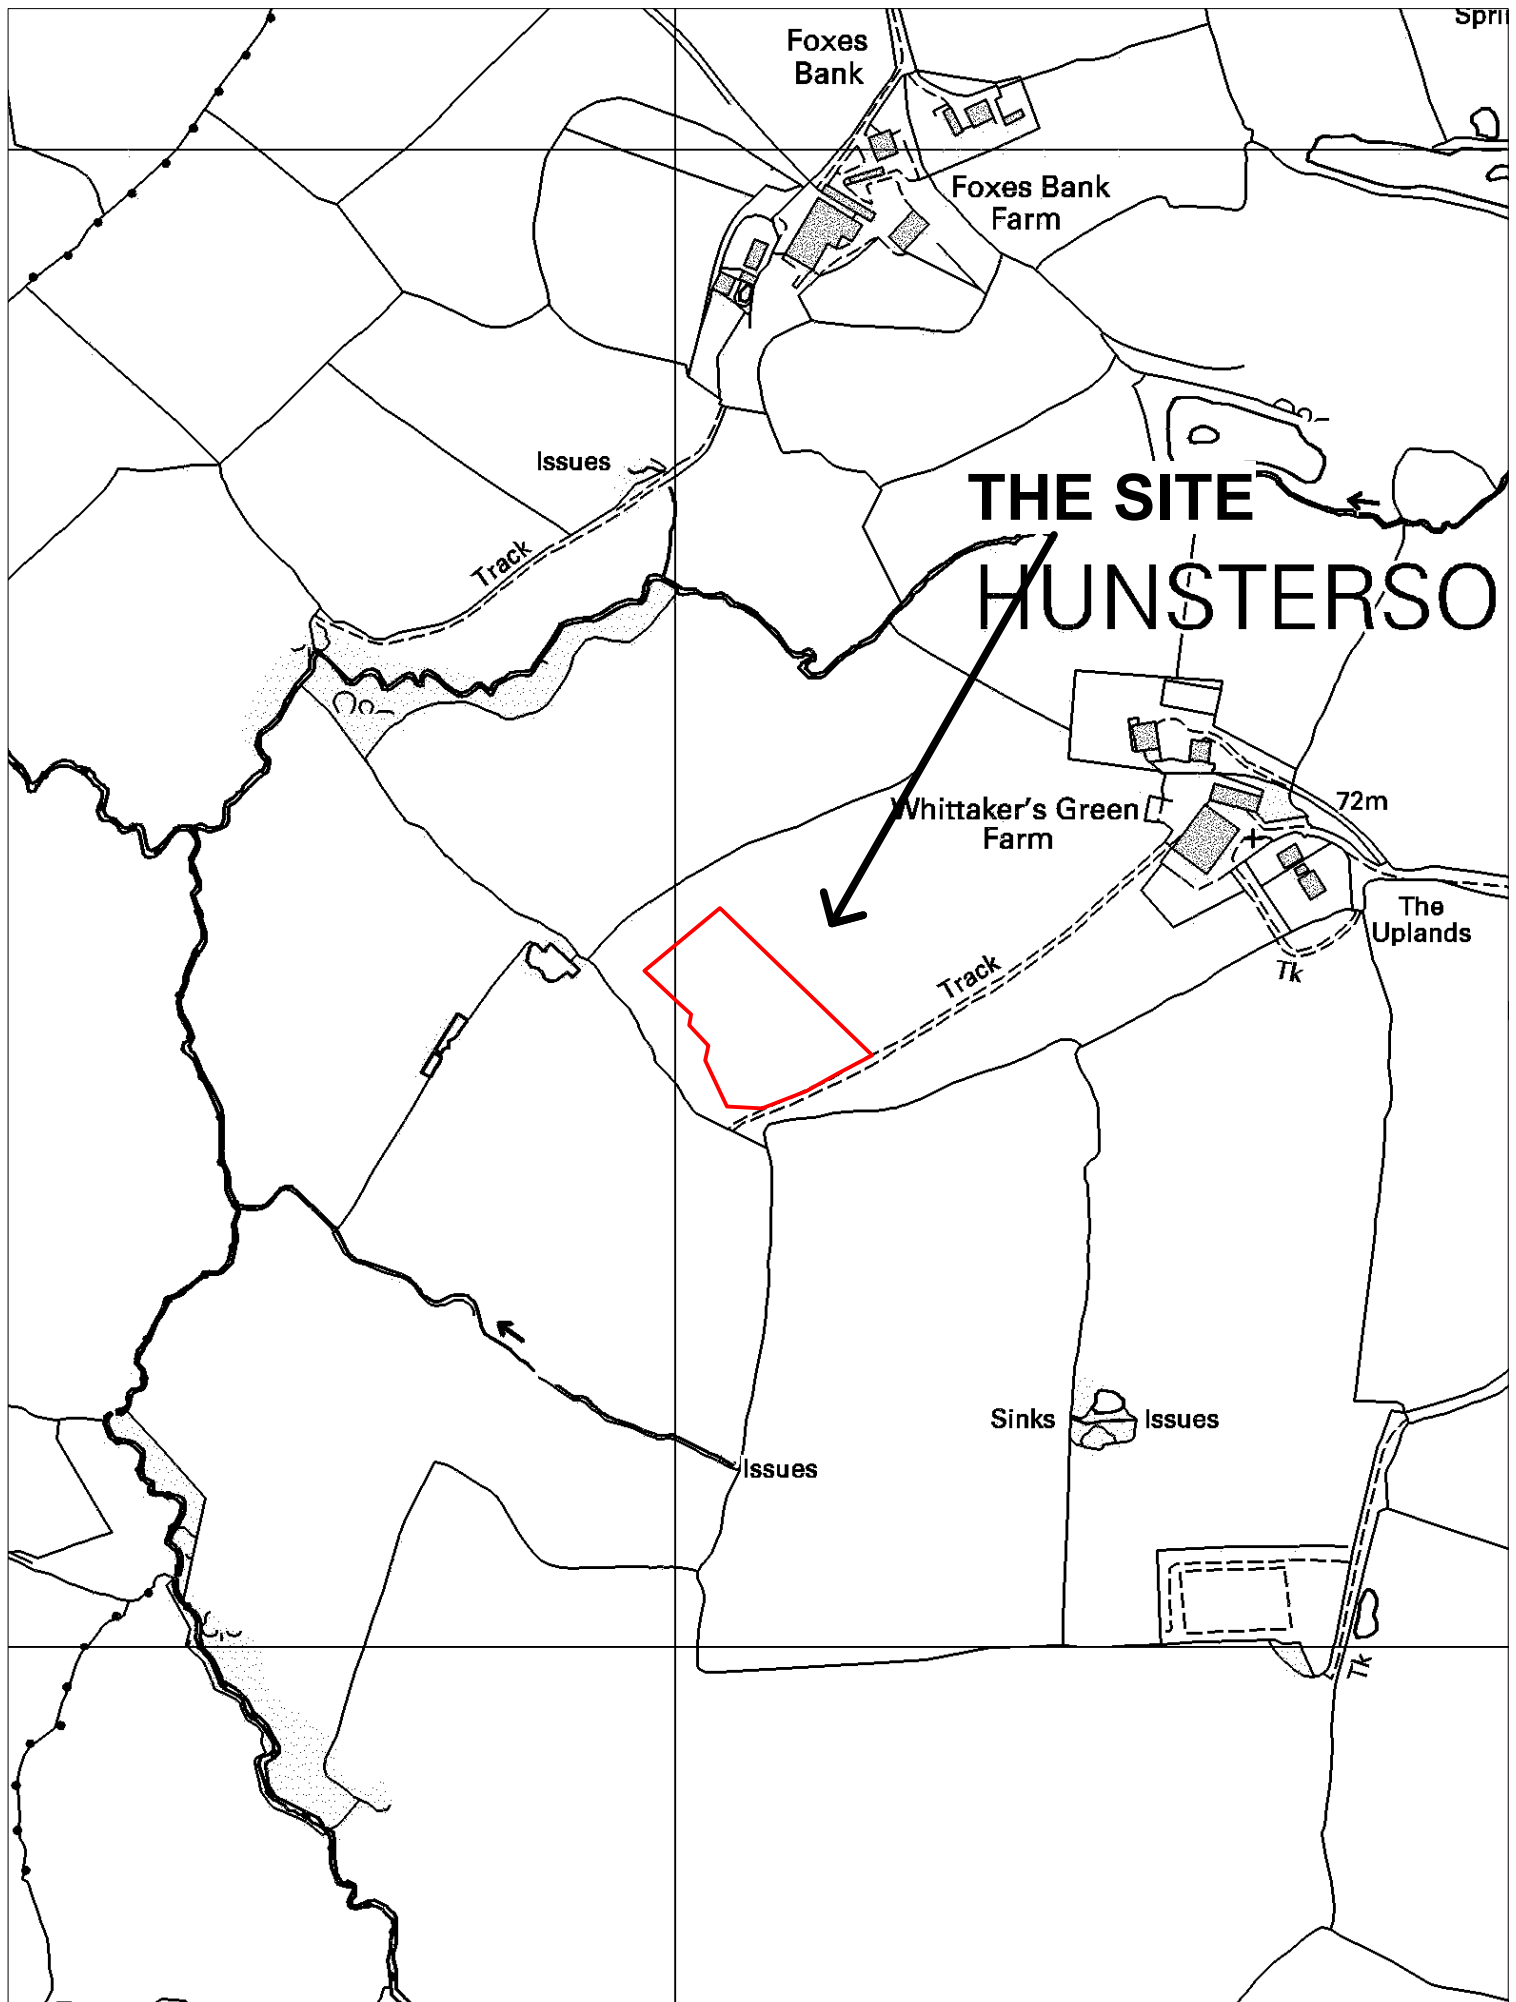 Foxes
Bank
Foxes Bank
Farm
Issues
THE SITE
Track
HUNSTERSO
72m
Whittaker's Green
Farm
The
Uplands
Tk
Track
Sinks
Issues
Issues
Tk